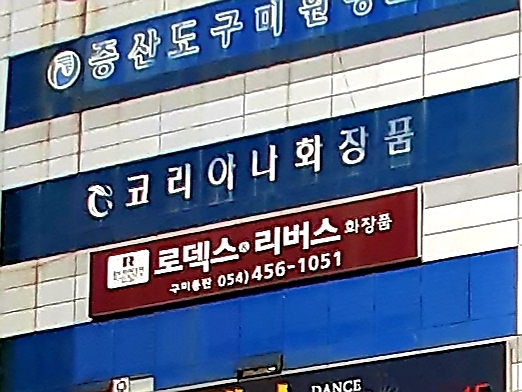 증산도구미원
코리아나화장품
R
로덱스&리버스 화장품
구미총판 054)456-1051
DANCE